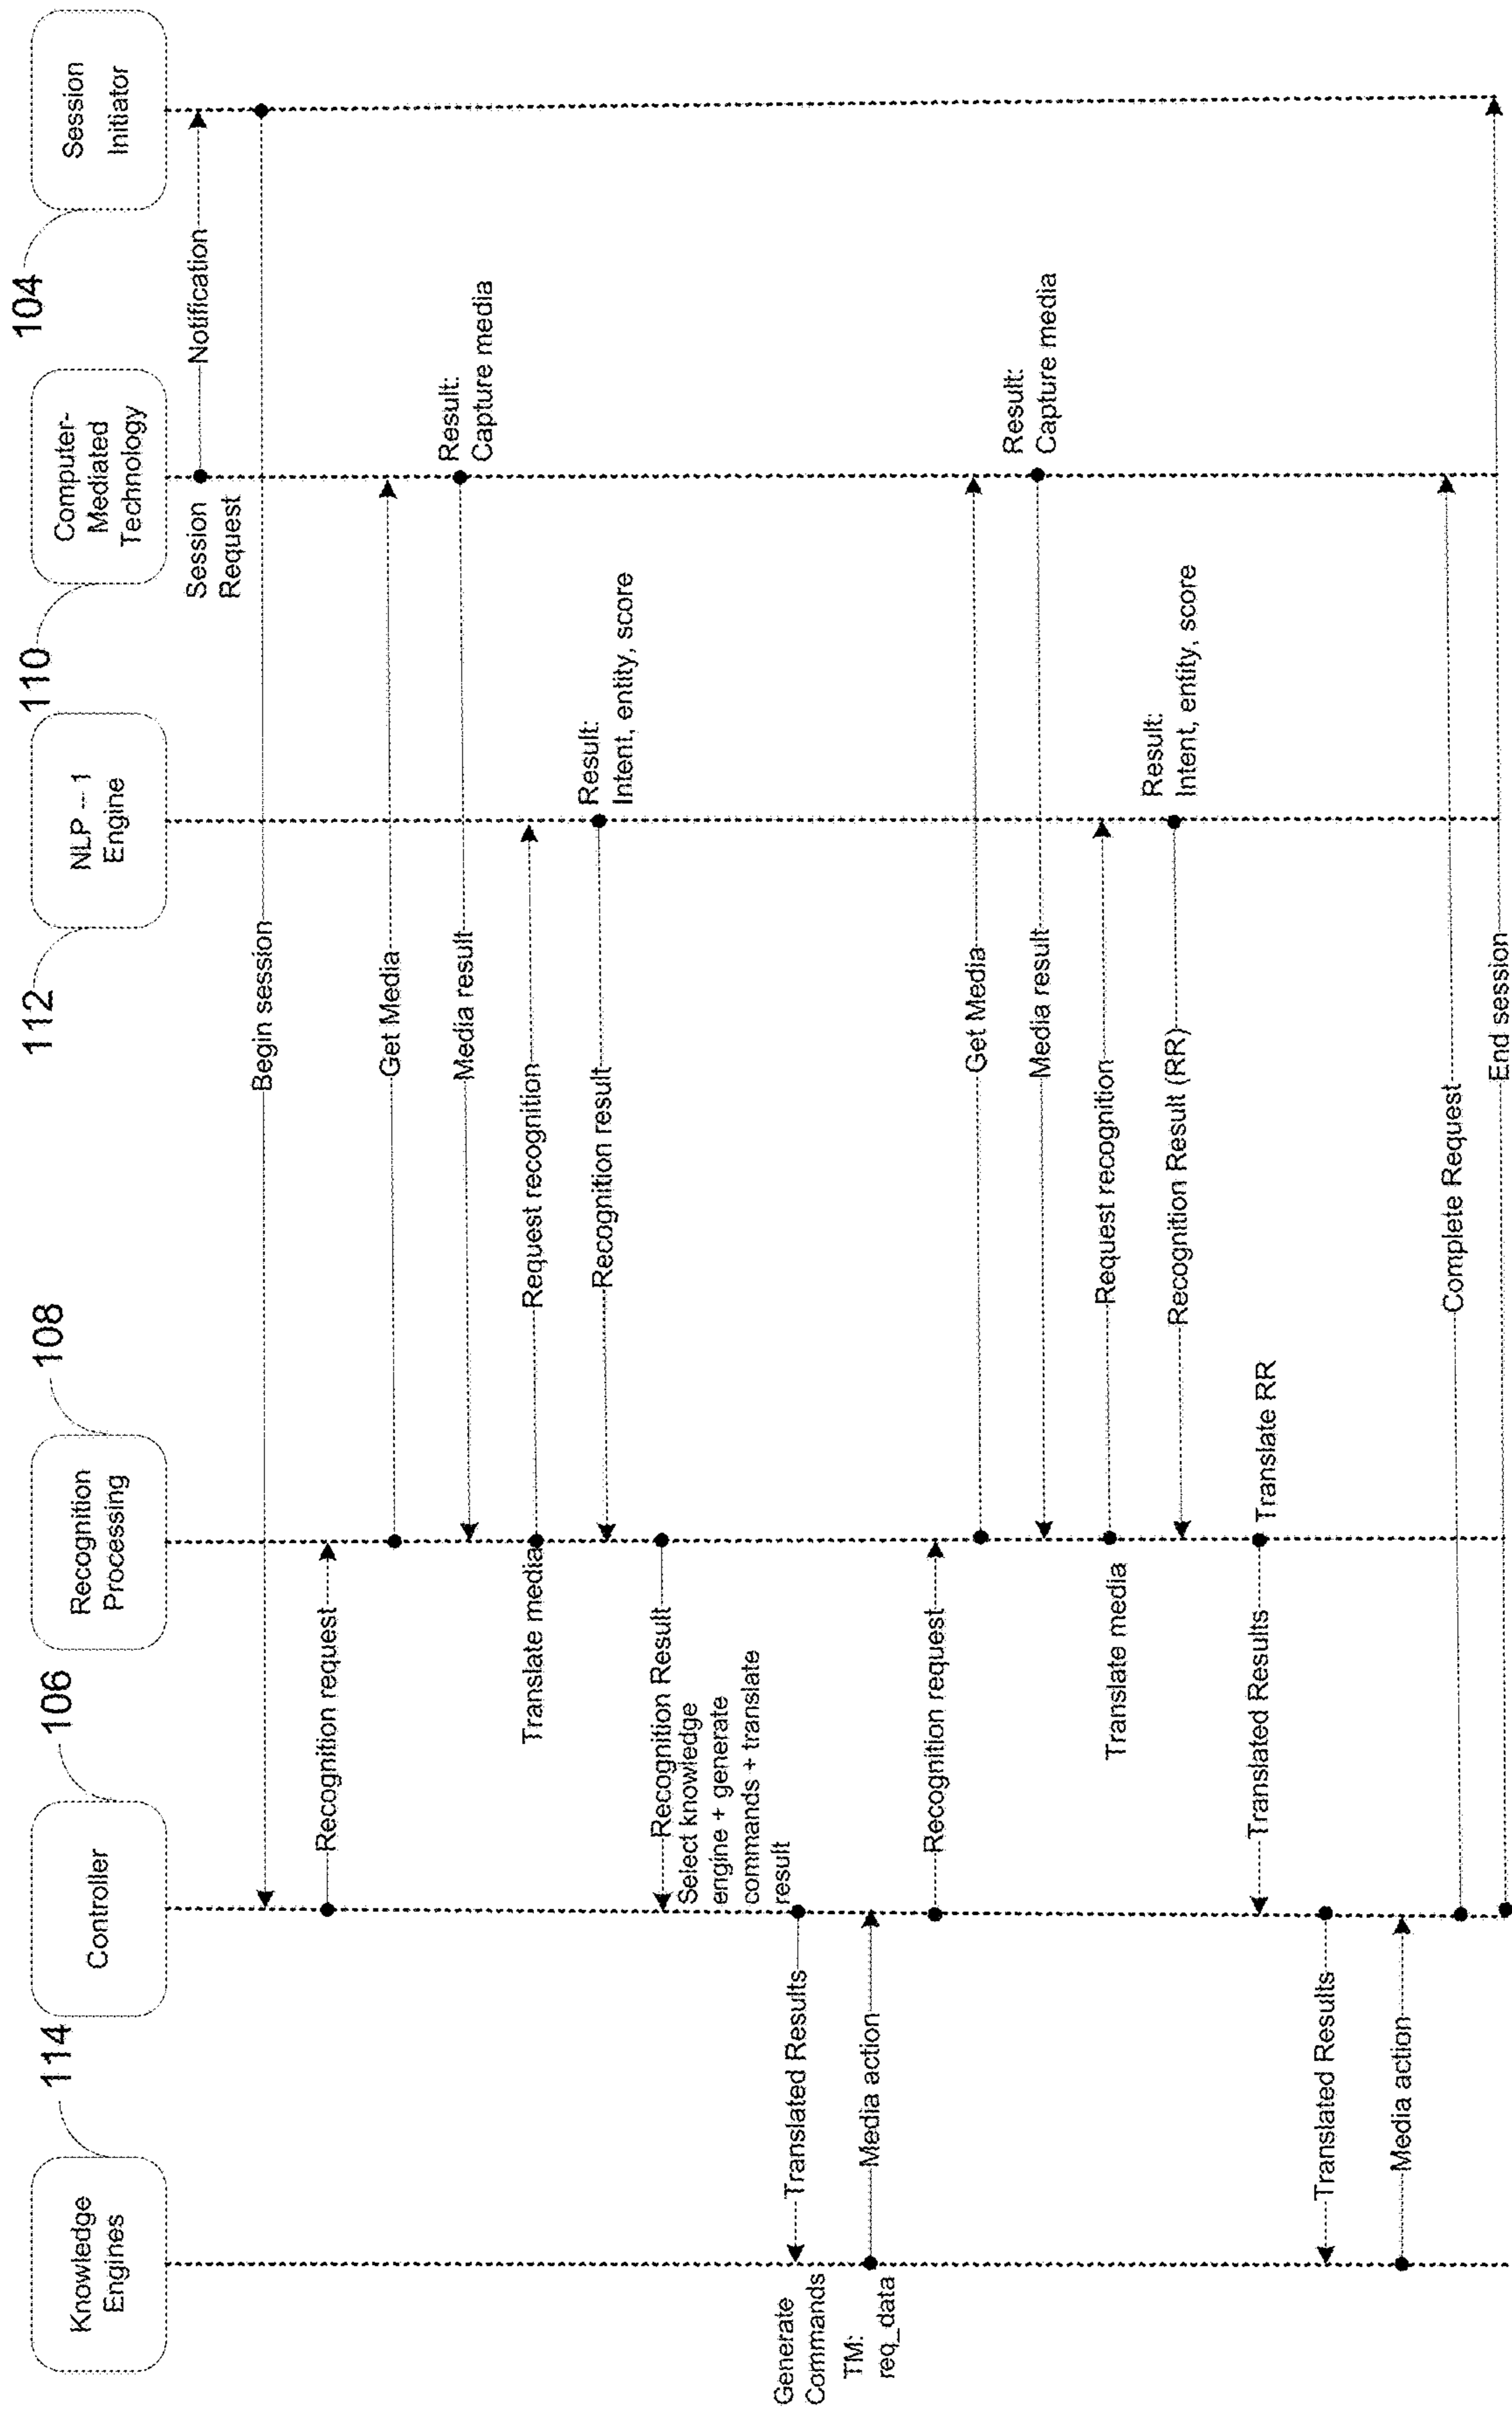 114
106
108
112
110
104
Knowledge
Engines
Controller
Recognition
Processing
NLP -- 1
Engine
Computer-
Mediated
Technology
Session
Initiator
Session
Request
Notification
Begin session
Recognition request
Get Media
Result:
Capture media
Media result
Translate media
Request recognition
Result:
Intent, entity, score
Recognition result
Recognition Result
Select knowledge
engine + generate
commands + translate
result
Generate
Commands
Translated Results
TM:
req_data
Media action
Recognition request
Get Media
Result:
Capture media
Media result
Translate media
Request recognition
Result:
Intent, entity, score
Recognition Result (RR)
Translate RR
Translated Results
Translated Results
Media action
Complete Request
End session